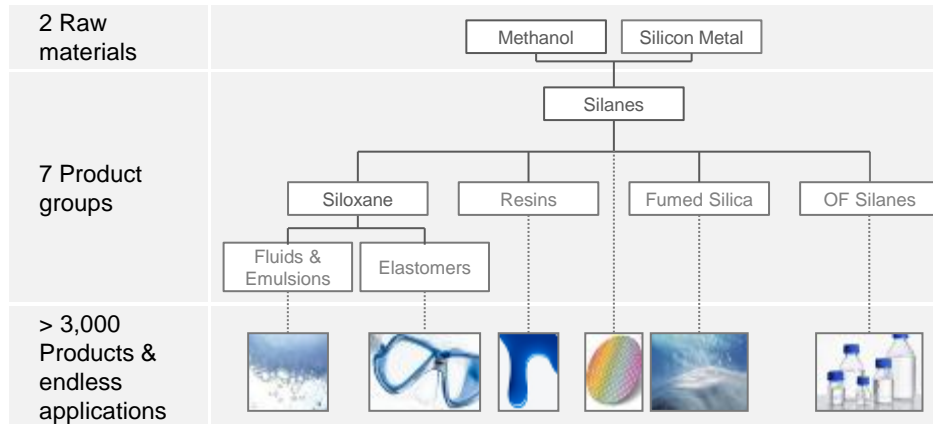 2 Raw
materials
Methanol
Silicon Metal
Silanes
7 Product
groups
Siloxane
Resins
Fumed Silica
OF Silanes
Fluids &
Emulsions
Elastomers
> 3,000
Products &
endless
applications